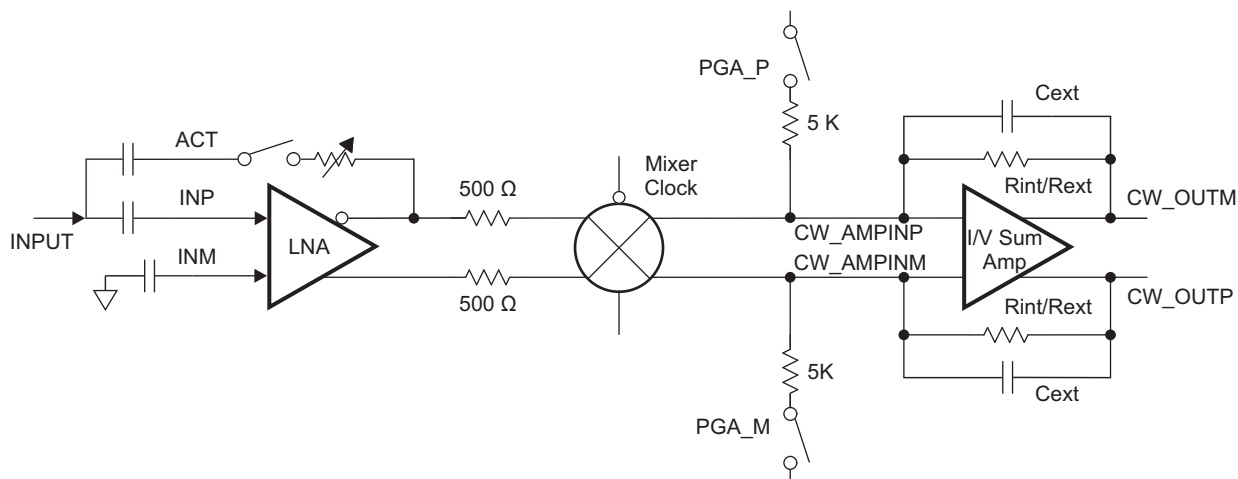 PGA_P
5 K
Cext
ACT
Mixer
Clock
500 Ω
Rint/Rext
INP
CW_OUTM
INPUT
LNA
CW_AMPINP
I/V Sum
Amp
INM
CW_AMPINM
500 Ω
Rint/Rext
CW_OUTP
5K
Cext
PGA_M